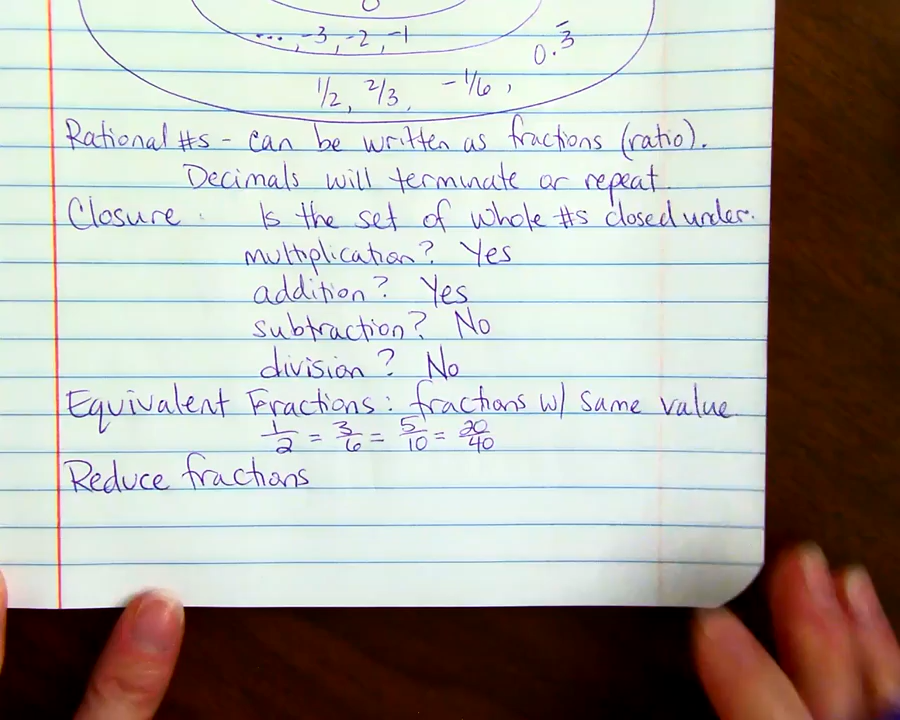 0
..., -3, -2, -1
0.3̅
1/2, 2/3, -1/6,
Rational #s - can be written as fractions (ratio).
Decimals will terminate or repeat.
Closure: Is the set of whole #s closed under:
multiplication? Yes
addition? Yes
subtraction? No
division? No
Equivalent Fractions: fractions w/ same value
1/2 = 3/6 = 5/10 = 20/40
Reduce fractions